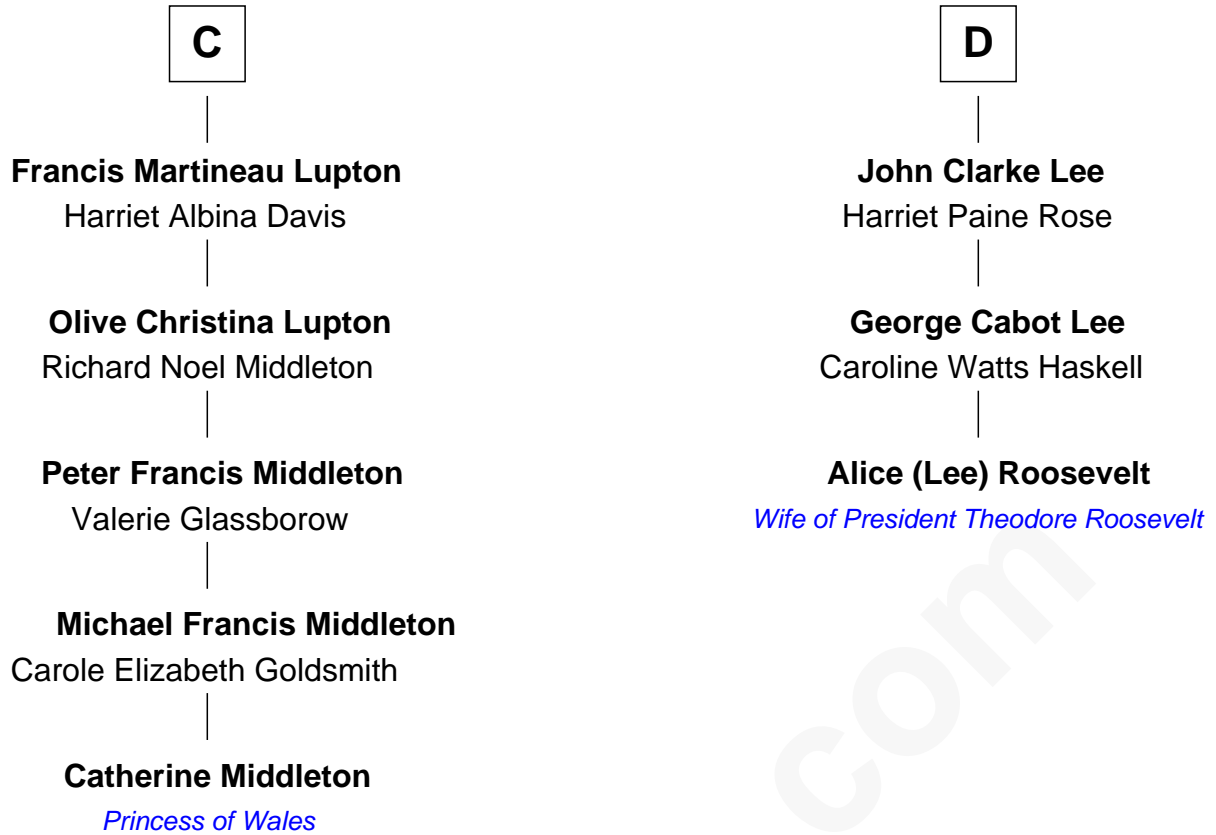 C
Francis Martineau Lupton
Harriet Albina Davis
Olive Christina Lupton
Richard Noel Middleton
Peter Francis Middleton
Valerie Glassborow
Michael Francis Middleton
Carole Elizabeth Goldsmith
Catherine Middleton
Princess of Wales
D
John Clarke Lee
Harriet Paine Rose
George Cabot Lee
Caroline Watts Haskell
Alice (Lee) Roosevelt
Wife of President Theodore Roosevelt
com